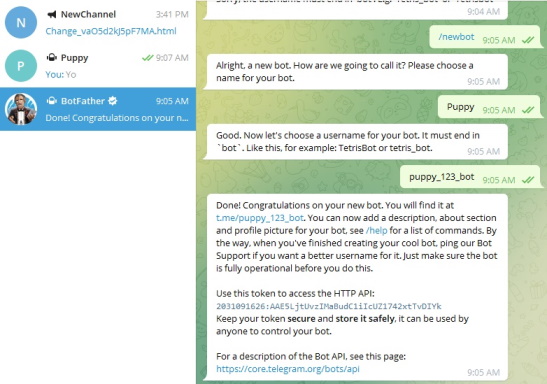 N
NewChannel
3:41 PM
Change_vaO5d2kJ5pF7MA.html
P
Puppy
9:07 AM
You: Yo
BotFather
9:05 AM
Done! Congratulations on your n...
9:04 AM
/newbot
9:05 AM
Alright, a new bot. How are we going to call it? Please choose a
name for your bot.
9:05 AM
Puppy
9:05 AM
Good. Now let's choose a username for your bot. It must end in
`bot`. Like this, for example: TetrisBot or tetris_bot.
9:05 AM
puppy_123_bot
9:05 AM
Done! Congratulations on your new bot. You will find it at
t.me/puppy_123_bot. You can now add a description, about section
and profile picture for your bot, see /help for a list of commands. By
the way, when you've finished creating your cool bot, ping our Bot
Support if you want a better username for it. Just make sure the bot
is fully operational before you do this.
Use this token to access the HTTP API:
2031091626:AAE5LjtUvzIMaBudC1iIcUZ1742xtTvDIYk
Keep your token secure and store it safely, it can be used by
anyone to control your bot.
For a description of the Bot API, see this page:
https://core.telegram.org/bots/api
9:05 AM